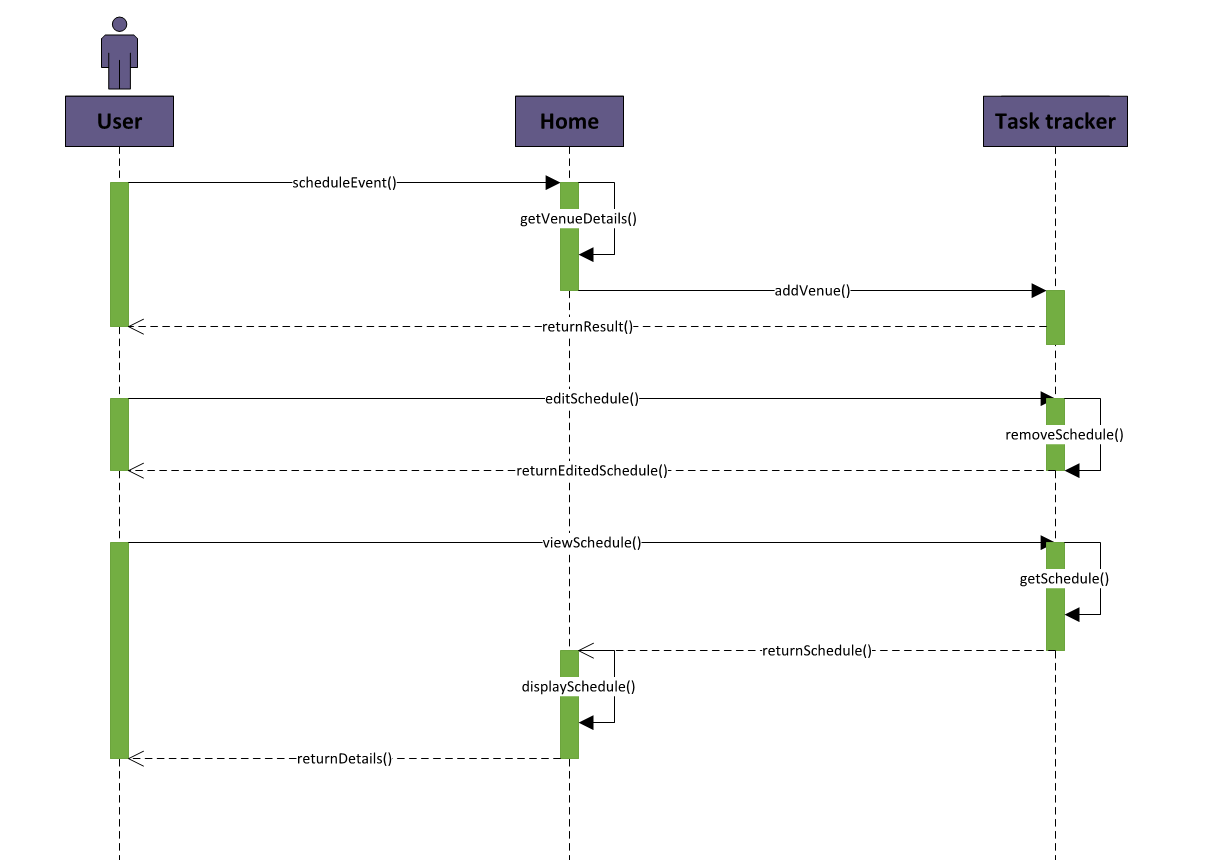 User
Home
Task tracker
scheduleEvent()
getVenueDetails()
addVenue()
returnResult()
editSchedule()
removeSchedule()
returnEditedSchedule()
viewSchedule()
getSchedule()
returnSchedule()
displaySchedule()
returnDetails()